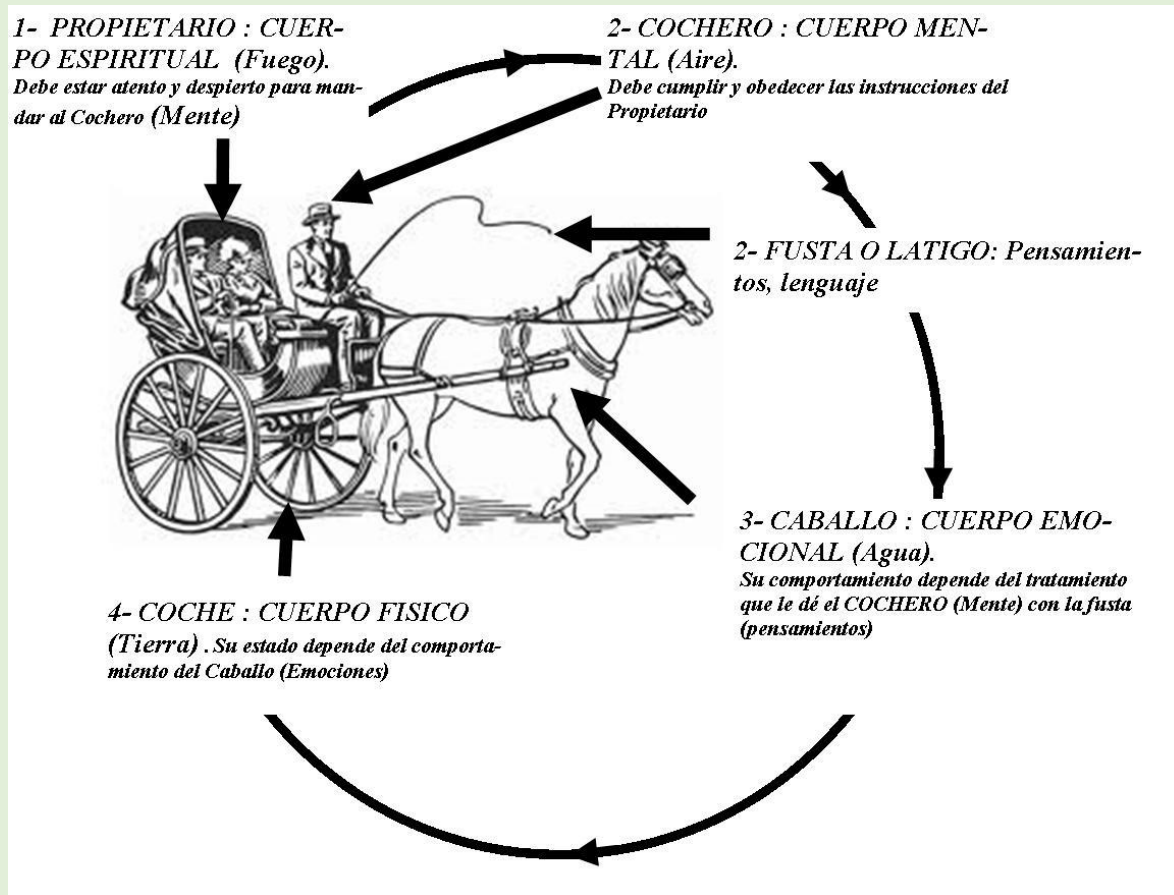 1- PROPIETARIO : CUER-
PO ESPIRITUAL (Fuego).
Debe estar atento y despierto para man-
dar al Cochero (Mente)
2- COCHERO : CUERPO MEN-
TAL (Aire).
Debe cumplir y obedecer las instrucciones del
Propietario
2- FUSTA O LATIGO: Pensamien-
tos, lenguaje
3- CABALLO : CUERPO EMO-
CIONAL (Agua).
Su comportamiento depende del tratamiento
que le dé el COCHERO (Mente) con la fusta
(pensamientos)
4- COCHE : CUERPO FISICO
(Tierra) . Su estado depende del comporta-
miento del Caballo (Emociones)